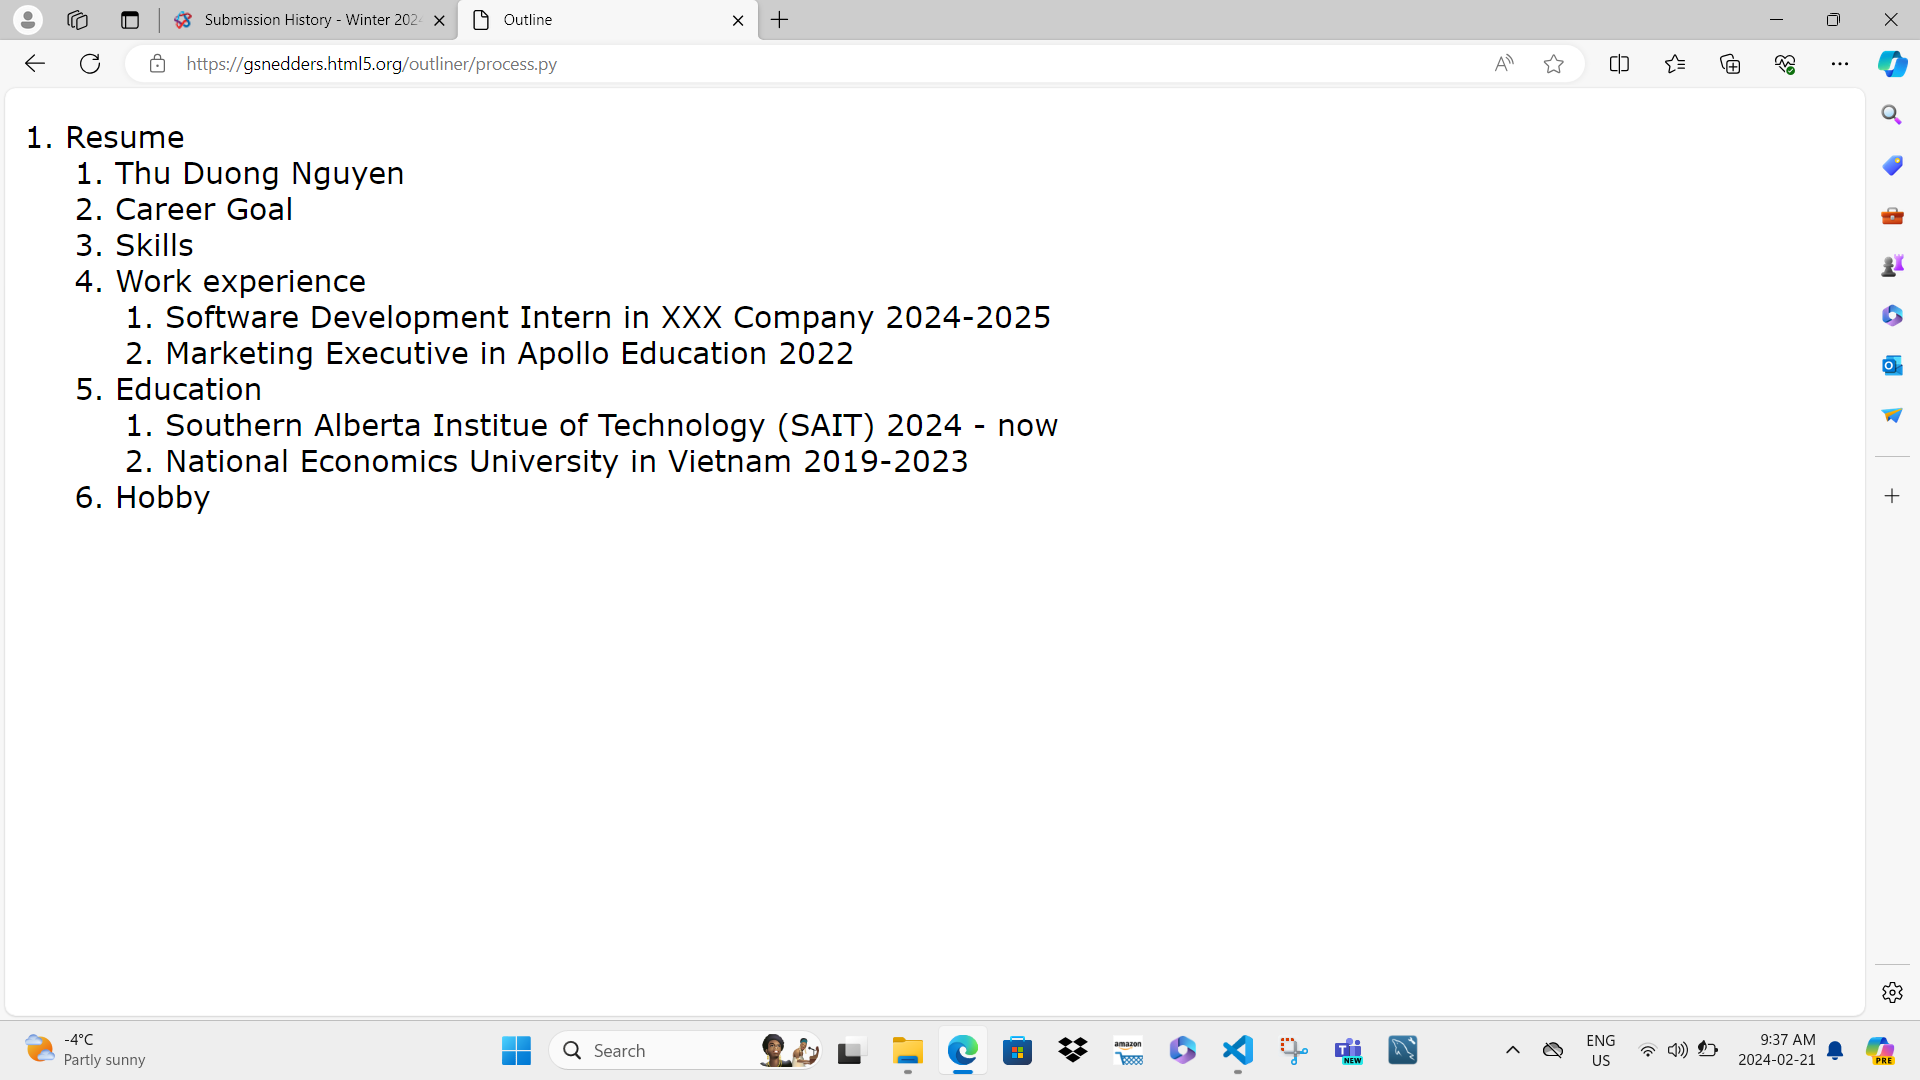 Submission History - Winter 202
Outline
https://gsnedders.html5.org/outliner/process.py
1. Resume
1. Thu Duong Nguyen
2. Career Goal
3. Skills
4. Work experience
1. Software Development Intern in XXX Company 2024-2025
2. Marketing Executive in Apollo Education 2022
5. Education
1. Southern Alberta Institue of Technology (SAIT) 2024 - now
2. National Economics University in Vietnam 2019-2023
6. Hobby
-4°C
Partly sunny
Search
amazon
NEW
ENG
US
9:37 AM
2024-02-21
PRE